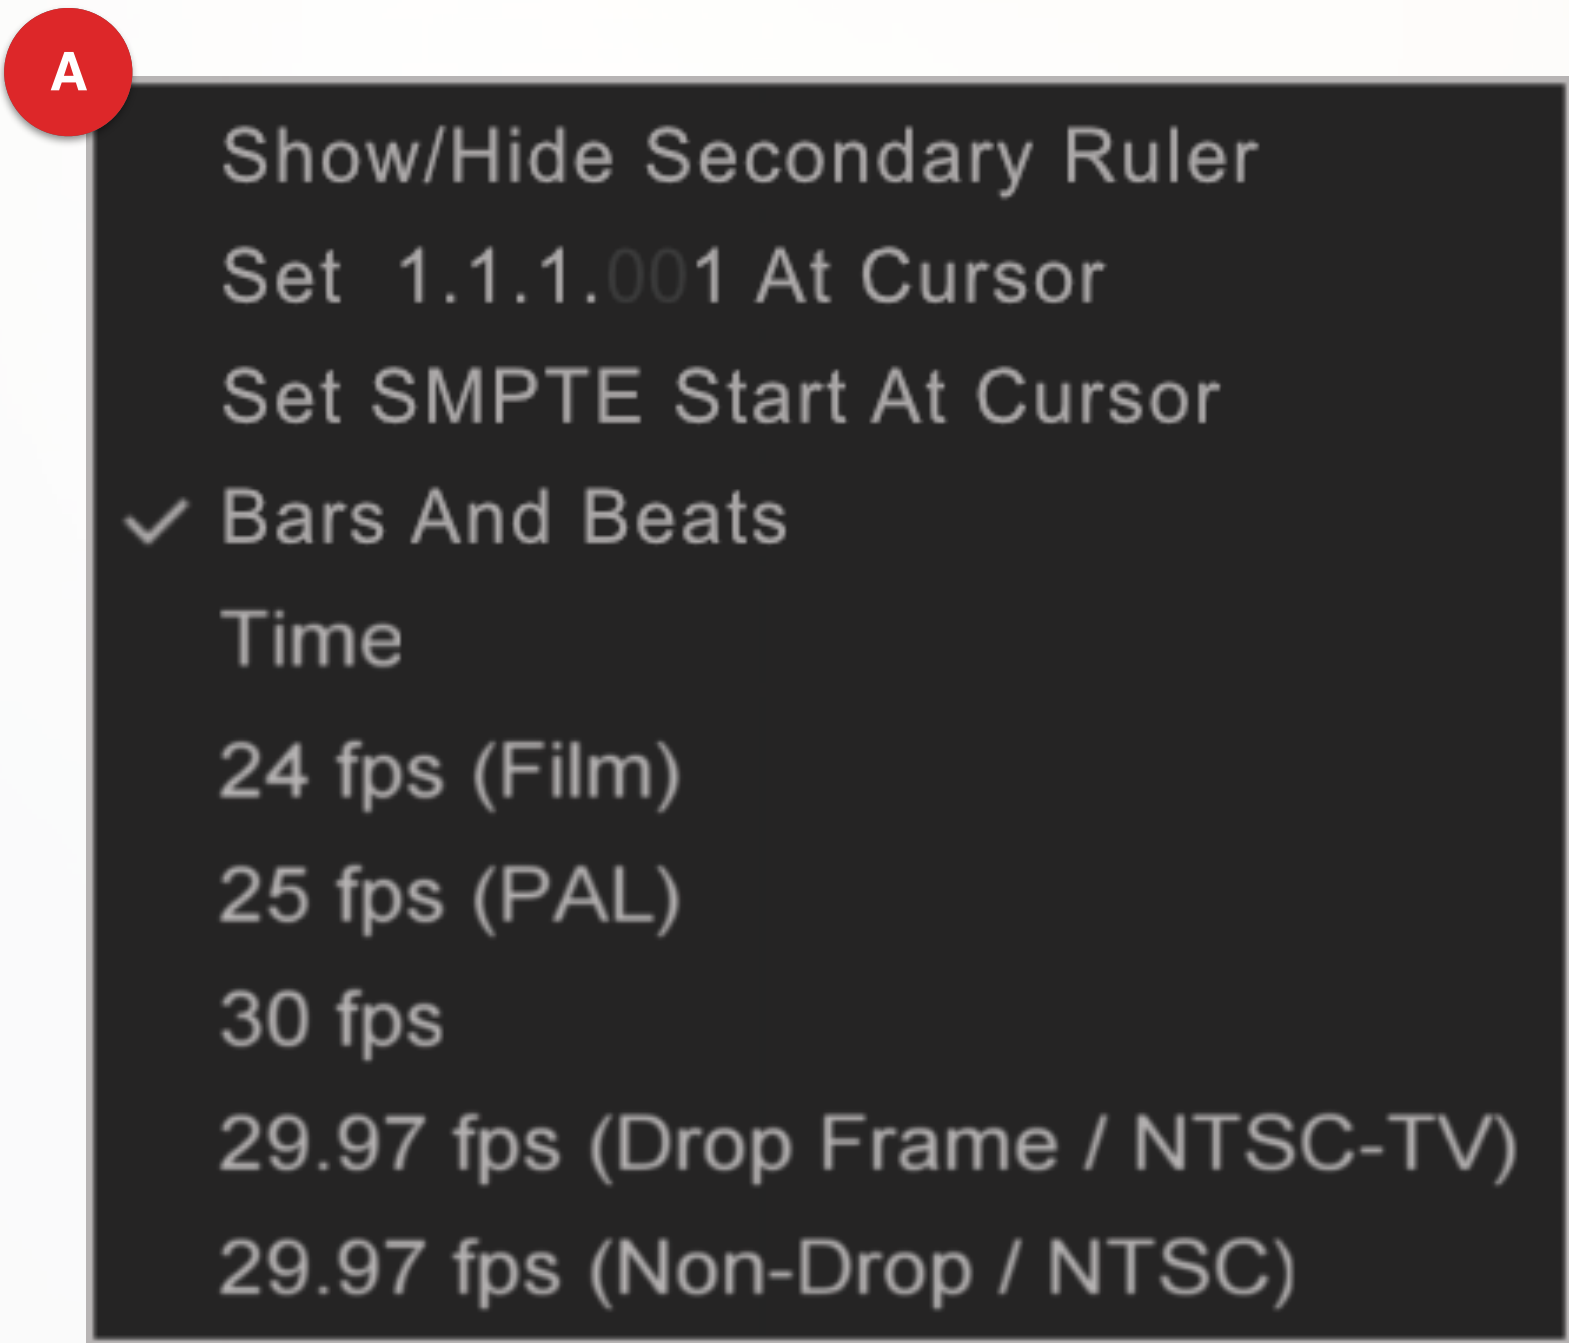 A
Show/Hide Secondary Ruler
Set 1.1.1.001 At Cursor
Set SMPTE Start At Cursor
Bars And Beats
Time
24 fps (Film)
25 fps (PAL)
30 fps
29.97 fps (Drop Frame / NTSC-TV)
29.97 fps (Non-Drop / NTSC)